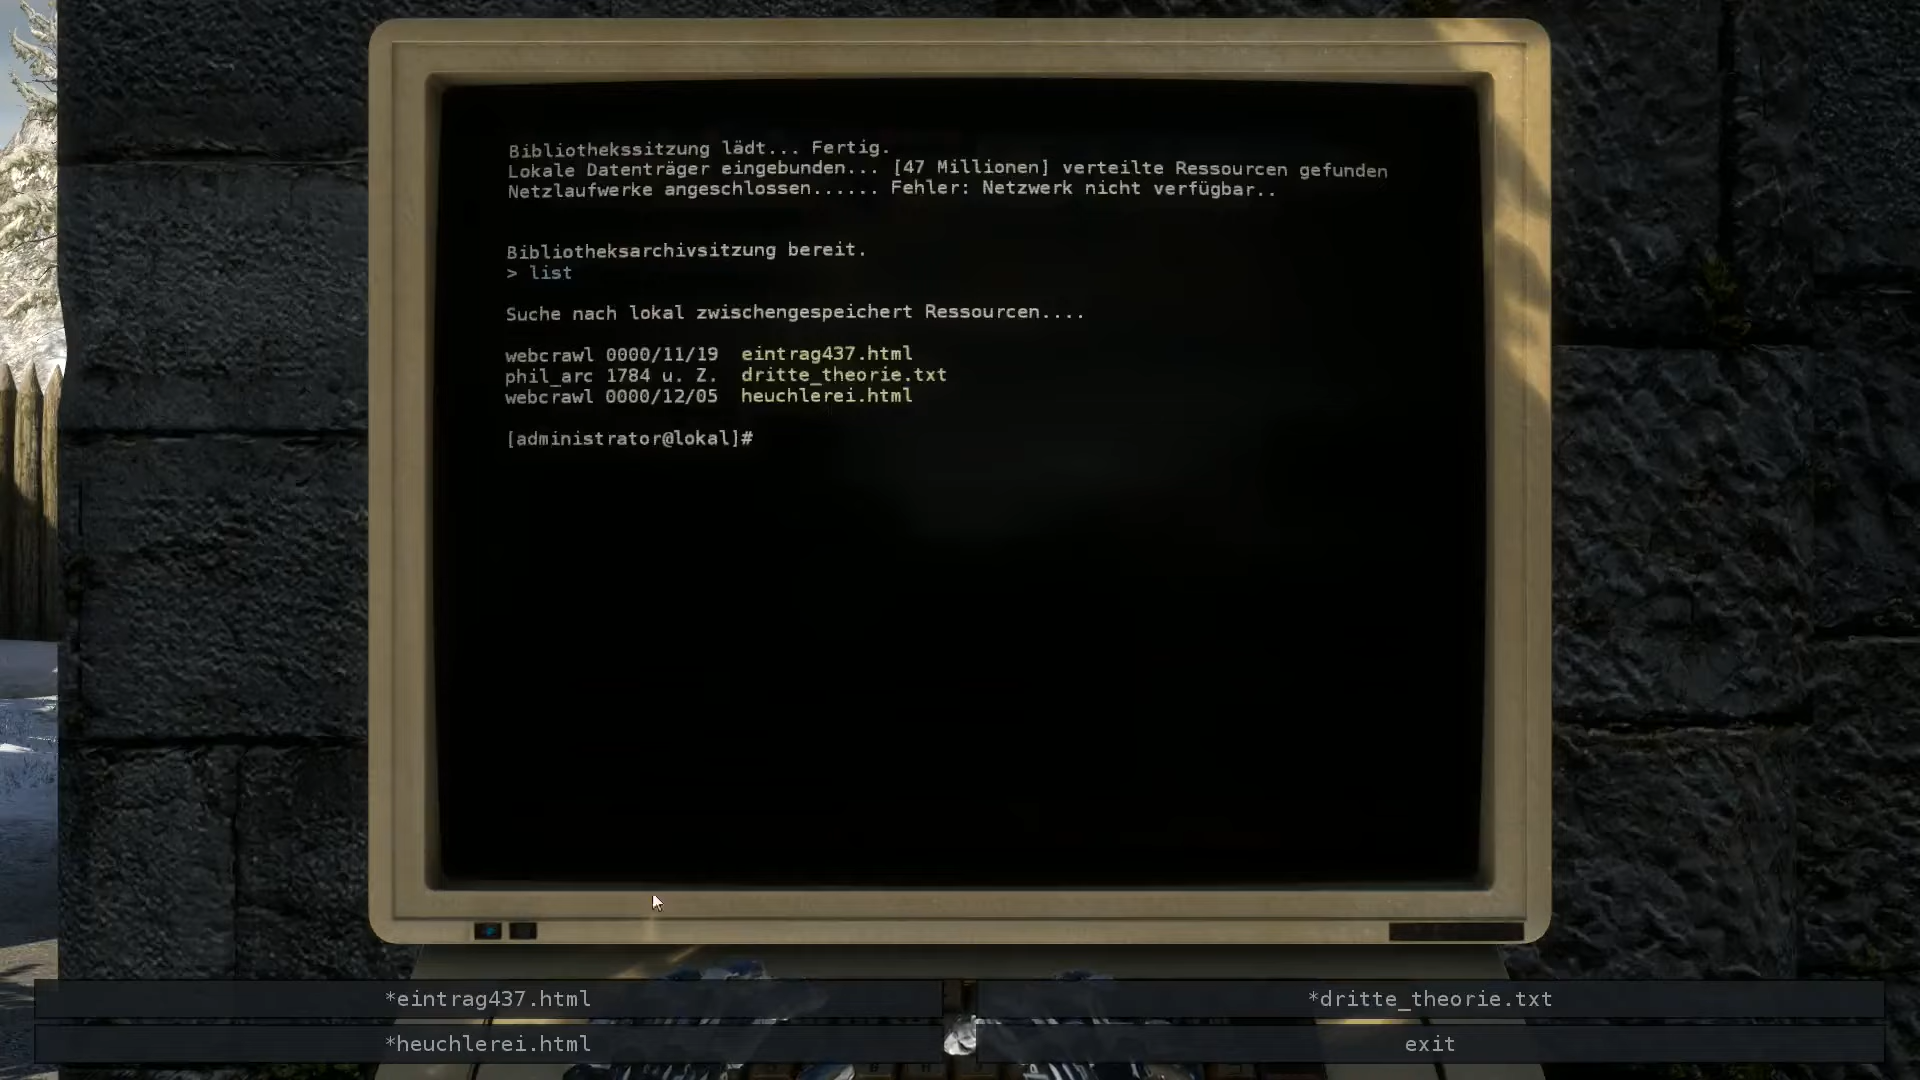 Bibliothekssitzung lädt... Fertig.
Lokale Datenträger eingebunden... [47 Millionen] verteilte Ressourcen gefunden
Netzlaufwerke angeschlossen...... Fehler: Netzwerk nicht verfügbar..
Bibliotheksarchivsitzung bereit.
> list
Suche nach lokal zwischengespeichert Ressourcen....
webcrawl 0000/11/19 eintrag437.html
phil_arc 1784 u. Z. dritte_theorie.txt
webcrawl 0000/12/05 heuchlerei.html
[administrator@lokal]#
*eintrag437.html
*dritte_theorie.txt
*heuchlerei.html
exit